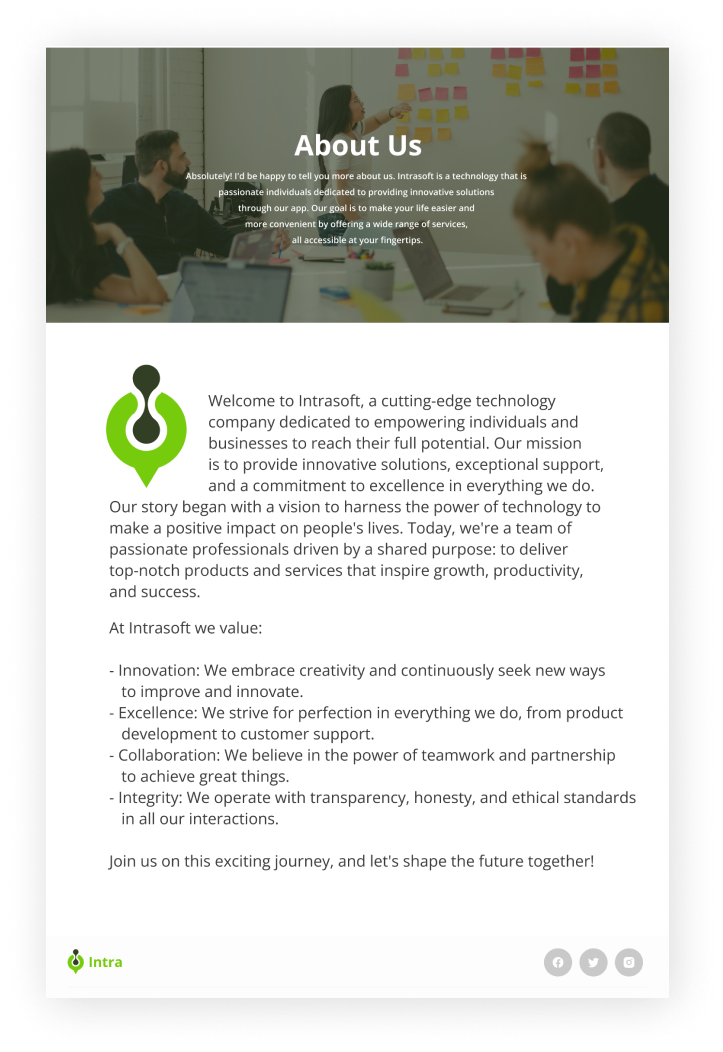 About Us
Absolutely! I'd be happy to tell you more about us. Intrasoft is a technology that is
passionate individuals dedicated to providing innovative solutions
through our app. Our goal is to make your life easier and
more convenient by offering a wide range of services,
all accessible at your fingertips.
Welcome to Intrasoft, a cutting-edge technology
company dedicated to empowering individuals and
businesses to reach their full potential. Our mission
is to provide innovative solutions, exceptional support,
and a commitment to excellence in everything we do.
Our story began with a vision to harness the power of technology to
make a positive impact on people's lives. Today, we're a team of
passionate professionals driven by a shared purpose: to deliver
top-notch products and services that inspire growth, productivity,
and success.
At Intrasoft we value:
- Innovation: We embrace creativity and continuously seek new ways
to improve and innovate.
- Excellence: We strive for perfection in everything we do, from product
development to customer support.
- Collaboration: We believe in the power of teamwork and partnership
to achieve great things.
- Integrity: We operate with transparency, honesty, and ethical standards
in all our interactions.
Join us on this exciting journey, and let's shape the future together!
Intra